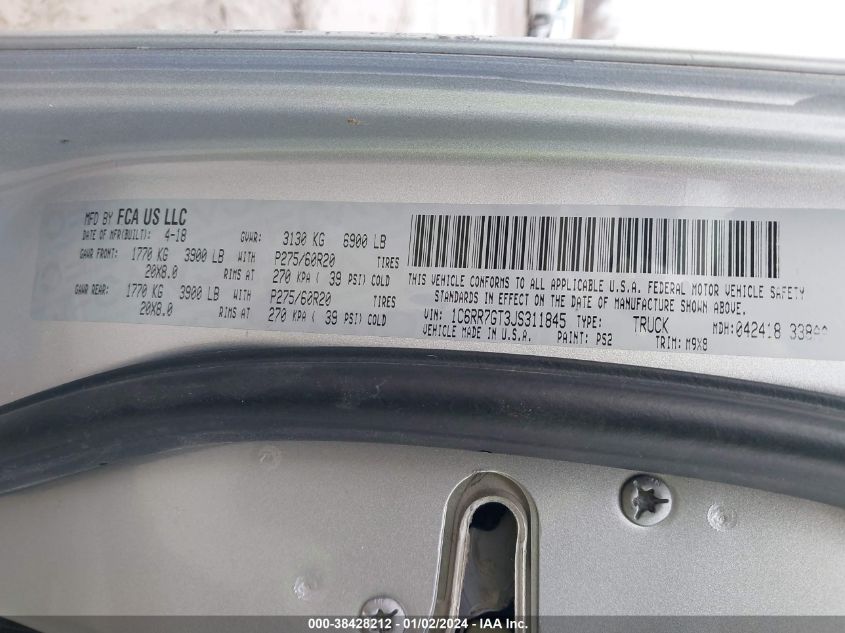 MFD BY FCA US LLC
DATE OF MFR(BUILT): 4-18 GVWR: 3130 KG 6900 LB
GAWR FRONT: 1770 KG 3900 LB WITH P275/60R20 TIRES
20X8.0 RIMS AT 270 KPA ( 39 PSI) COLD
GAWR REAR: 1770 KG 3900 LB WITH P275/60R20 TIRES
20X8.0 RIMS AT 270 KPA ( 39 PSI) COLD
THIS VEHICLE CONFORMS TO ALL APPLICABLE U.S.A. FEDERAL MOTOR VEHICLE SAFETY
STANDARDS IN EFFECT ON THE DATE OF MANUFACTURE SHOWN ABOVE.
VIN: 1C6RR7GT3JS311845 TYPE: TRUCK MDH:042418
VEHICLE MADE IN U.S.A. PAINT: PS2 TRIM: M9X8
000-38428212 - 01/02/2024 - IAA Inc.